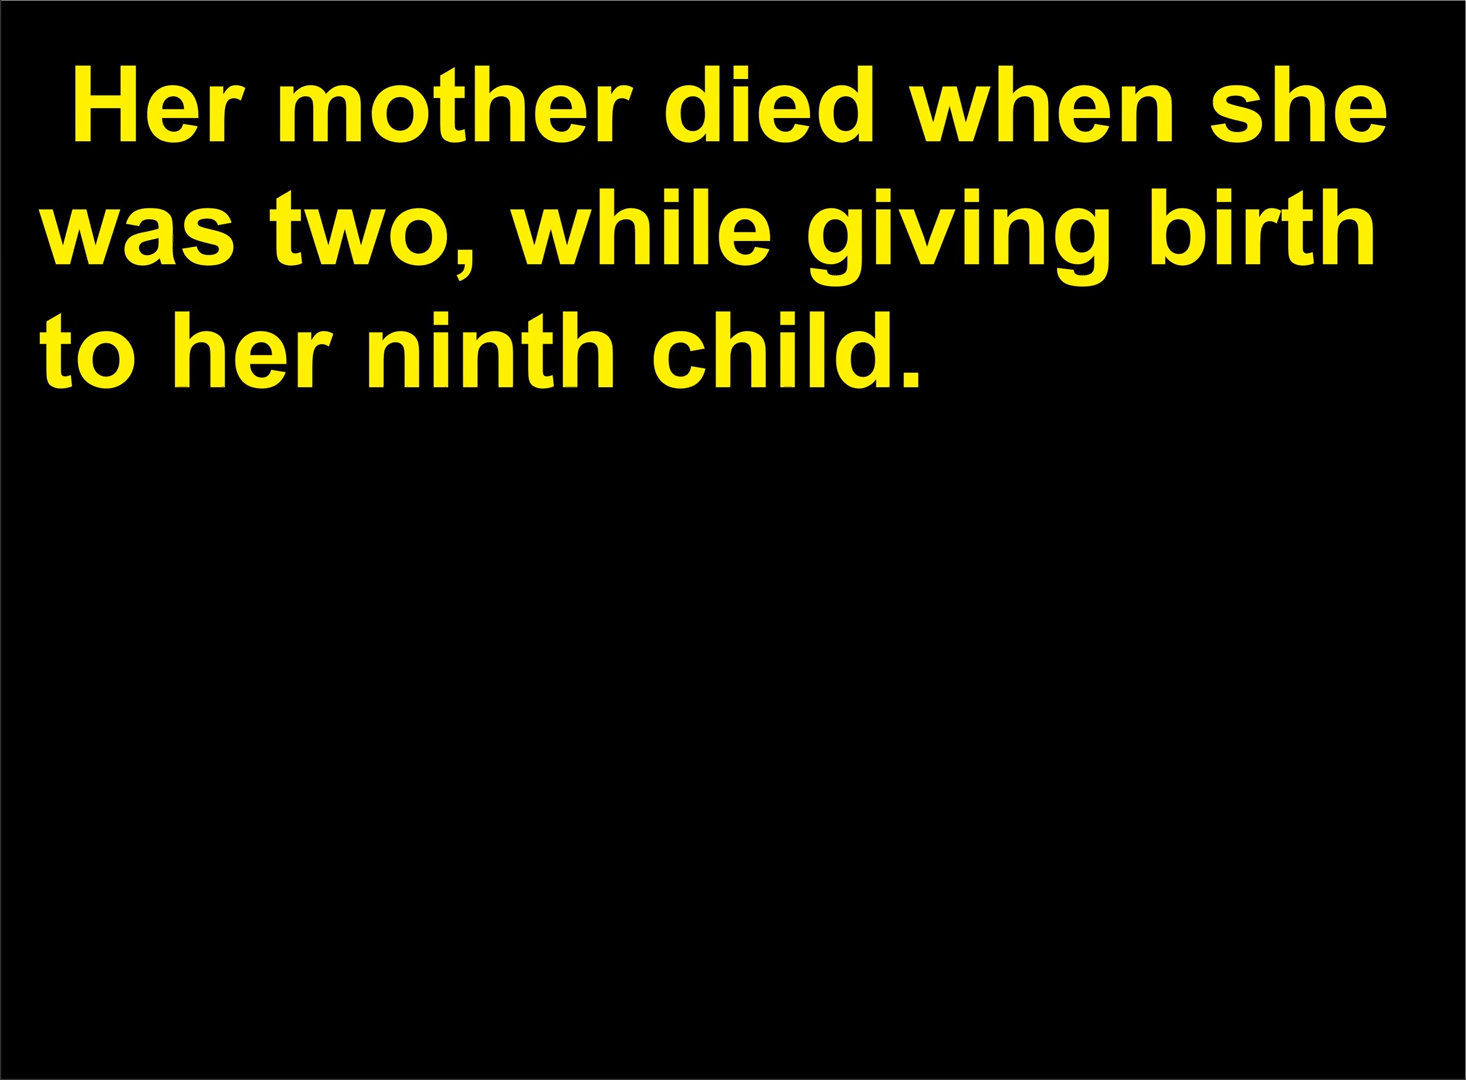 Her mother died when she
was two, while giving birth
to her ninth child.